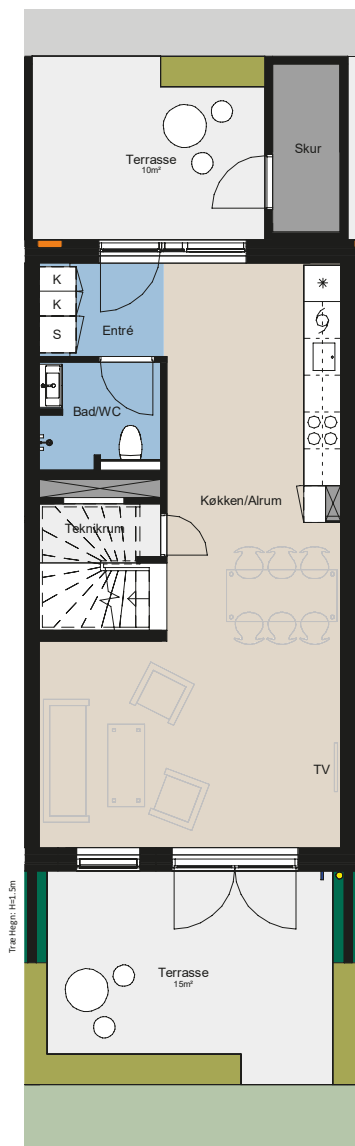 Terrasse
10m²
Skur
K
K
S
Entré
Bad/WC
Køkken/Alrum
Teknikrum
TV
Træ Hegn: H=1.5m
Terrasse
15m²